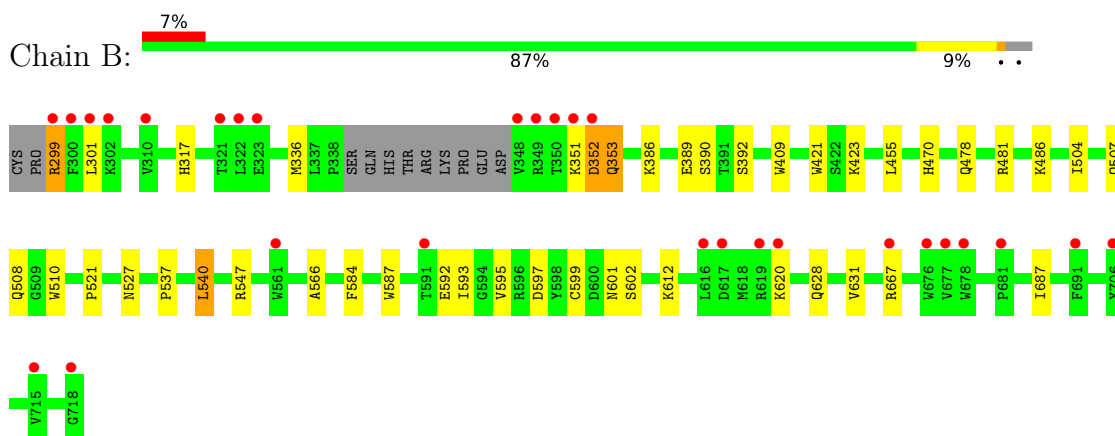 7%
Chain B:
87% 9% • •
CYS PRO R299 F300 L301 K302 V310 H317 T321 L322 E323 M336 L337 P338 SER GLN HIS THR ARG LYS PRO GLU ASP V348 R349 T350 K351 D352 Q353 K386 E389 S390 T391 S392 W409 W421 S422 K423 L455 H470 Q478 R481 K486 I504
Q508 G509 W510 P521 N527 P537 L540 R547 W561 A566 F584 W587 T591 E592 I593 G594 V595 R596 D597 Y598 C599 D600 N601 S602 K612 L616 D617 M618 R619 K620 Q628 V631 R667 W676 V677 W678 P681 I687 F691
V715 G718